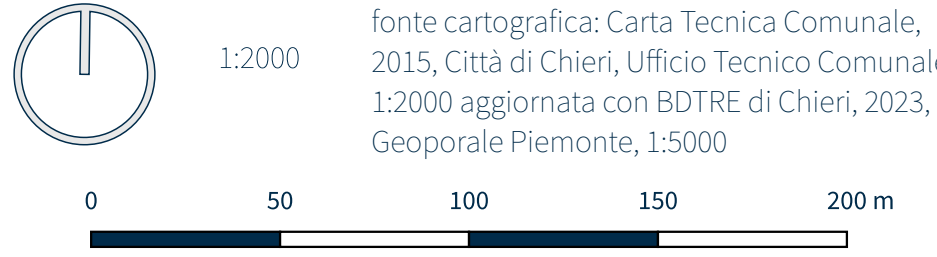 1:2000
fonte cartografica: Carta Tecnica Comunale,
2015, Città di Chieri, Ufficio Tecnico Comunale
1:2000 aggiornata con BDTRE di Chieri, 2023,
Geoporale Piemonte, 1:5000
0 50 100 150 200 m